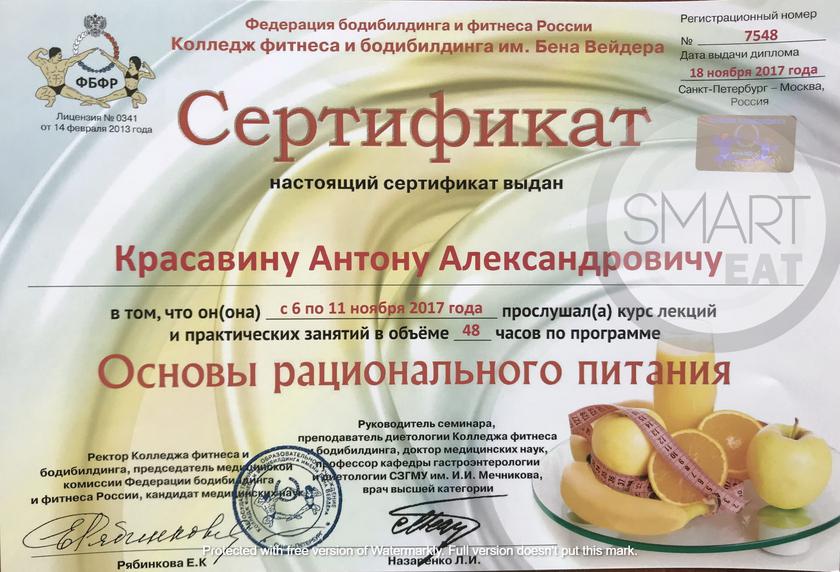 Федерация бодибилдинга и фитнеса России
Колледж фитнеса и бодибилдинга им. Бена Вейдера
Регистрационный номер
№ 7548
Дата выдачи диплома
18 ноября 2017 года
Санкт-Петербург – Москва,
Россия
ФБФР
Лицензия № 0341
от 14 февраля 2013 года
Сертификат
настоящий сертификат выдан
SMART
EAT
Красавину Антону Александровичу
в том, что он(она) с 6 по 11 ноября 2017 года прослушал(а) курс лекций
и практических занятий в объёме 48 часов по программе
Основы рационального питания
Ректор Колледжа фитнеса и
бодибилдинга, председатель медицинской
комиссии Федерации бодибилдинга
и фитнеса России, кандидат медицинских наук
Рябинкова Е.К
Руководитель семинара,
преподаватель диетологии Колледжа фитнеса
и бодибилдинга, доктор медицинских наук,
профессор кафедры гастроэнтерологии
и диетологии СЗГМУ им. И.И. Мечникова,
врач высшей категории
Назаренко Л.И.
Protected with free version of Watermarkly. Full version doesn't put this mark.